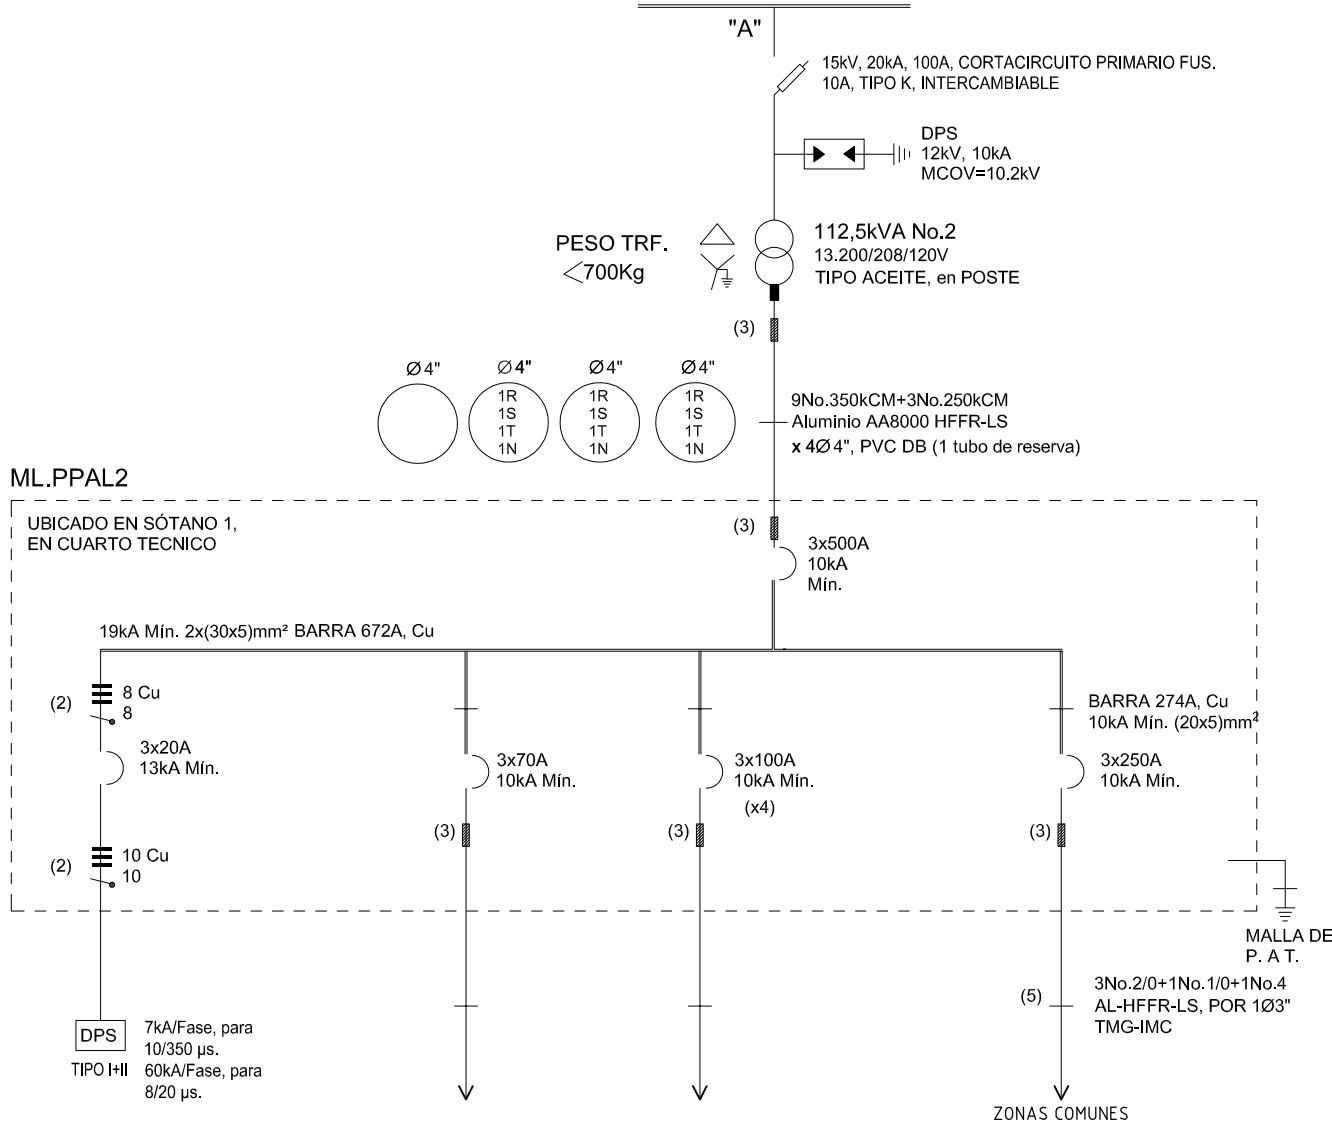 "A"
15kV, 20kA, 100A, CORTACIRCUITO PRIMARIO FUS.
10A, TIPO K, INTERCAMBIABLE
DPS
12kV, 10kA
MCOV=10.2kV
PESO TRF.
<700Kg
112,5kVA No.2
13.200/208/120V
TIPO ACEITE, en POSTE
(3)
Ø4" Ø4" Ø4" Ø4"
1R 1R 1R
1S 1S 1S
1T 1T 1T
1N 1N 1N
9No.350kCM+3No.250kCM
Aluminio AA8000 HFFR-LS
x 4Ø4", PVC DB (1 tubo de reserva)
ML.PPAL2
UBICADO EN SÓTANO 1,
EN CUARTO TECNICO
(3)
3x500A
10kA
Mín.
19kA Mín. 2x(30x5)mm² BARRA 672A, Cu
(2)
8 Cu
8
3x20A
13kA Mín.
(2)
10 Cu
10
3x70A
10kA Mín.
(3)
3x100A
10kA Mín.
(x4)
(3)
BARRA 274A, Cu
10kA Mín. (20x5)mm²
3x250A
10kA Mín.
(3)
MALLA DE
P. A T.
(5)
3No.2/0+1No.1/0+1No.4
AL-HFFR-LS, POR 1Ø3"
TMG-IMC
DPS
TIPO I+II
7kA/Fase, para
10/350 µs.
60kA/Fase, para
8/20 µs.
ZONAS COMUNES